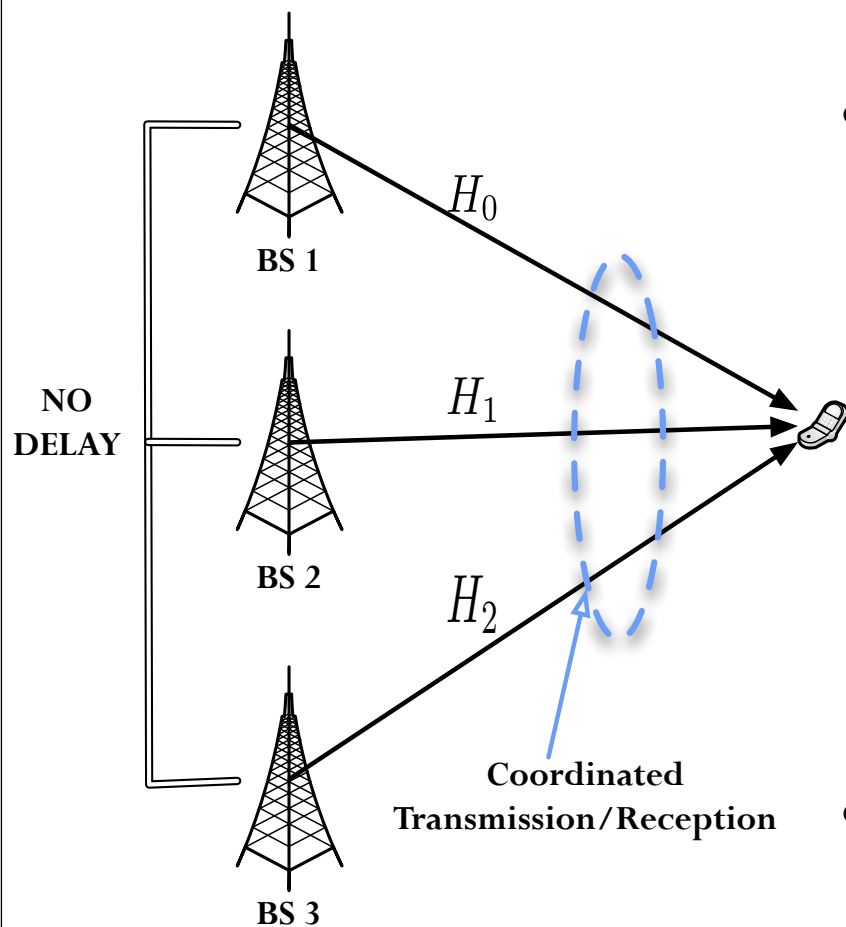 H₀
BS 1
NO
DELAY
H₁
BS 2
H₂
Coordinated
Transmission/Reception
BS 3